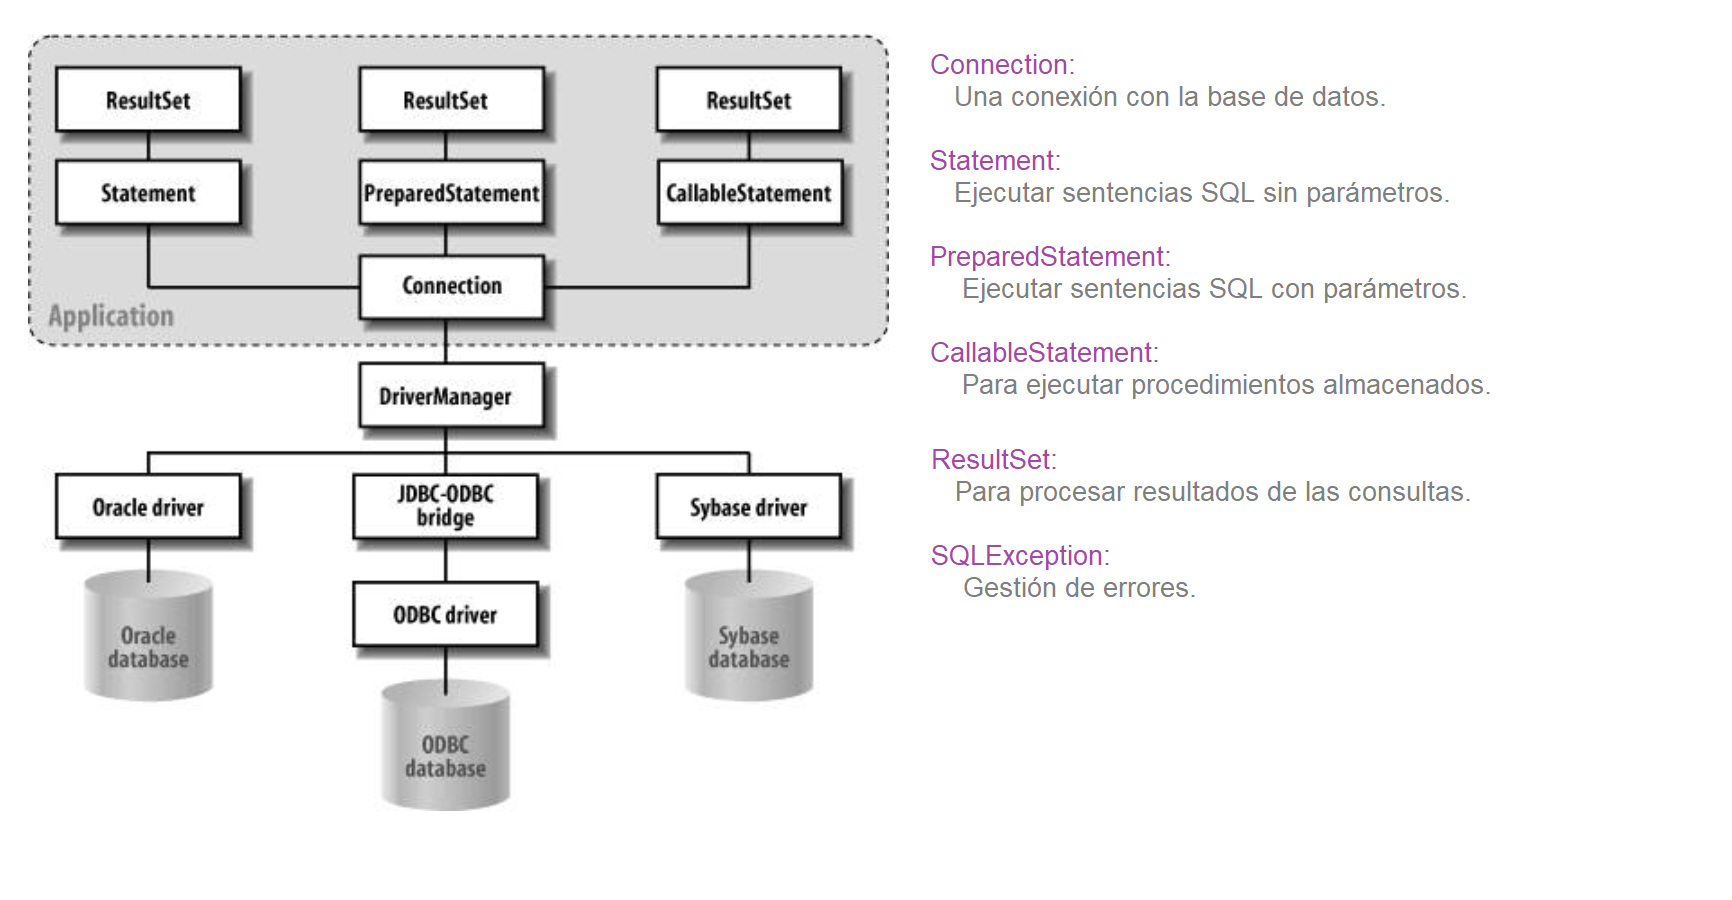 ResultSet
ResultSet
ResultSet
Statement
PreparedStatement
CallableStatement
Connection
Application
DriverManager
Oracle driver
JDBC-ODBC
bridge
Sybase driver
ODBC driver
Oracle
database
Sybase
database
ODBC
database
Connection:
Una conexión con la base de datos.
Statement:
Ejecutar sentencias SQL sin parámetros.
PreparedStatement:
Ejecutar sentencias SQL con parámetros.
CallableStatement:
Para ejecutar procedimientos almacenados.
ResultSet:
Para procesar resultados de las consultas.
SQLException:
Gestión de errores.